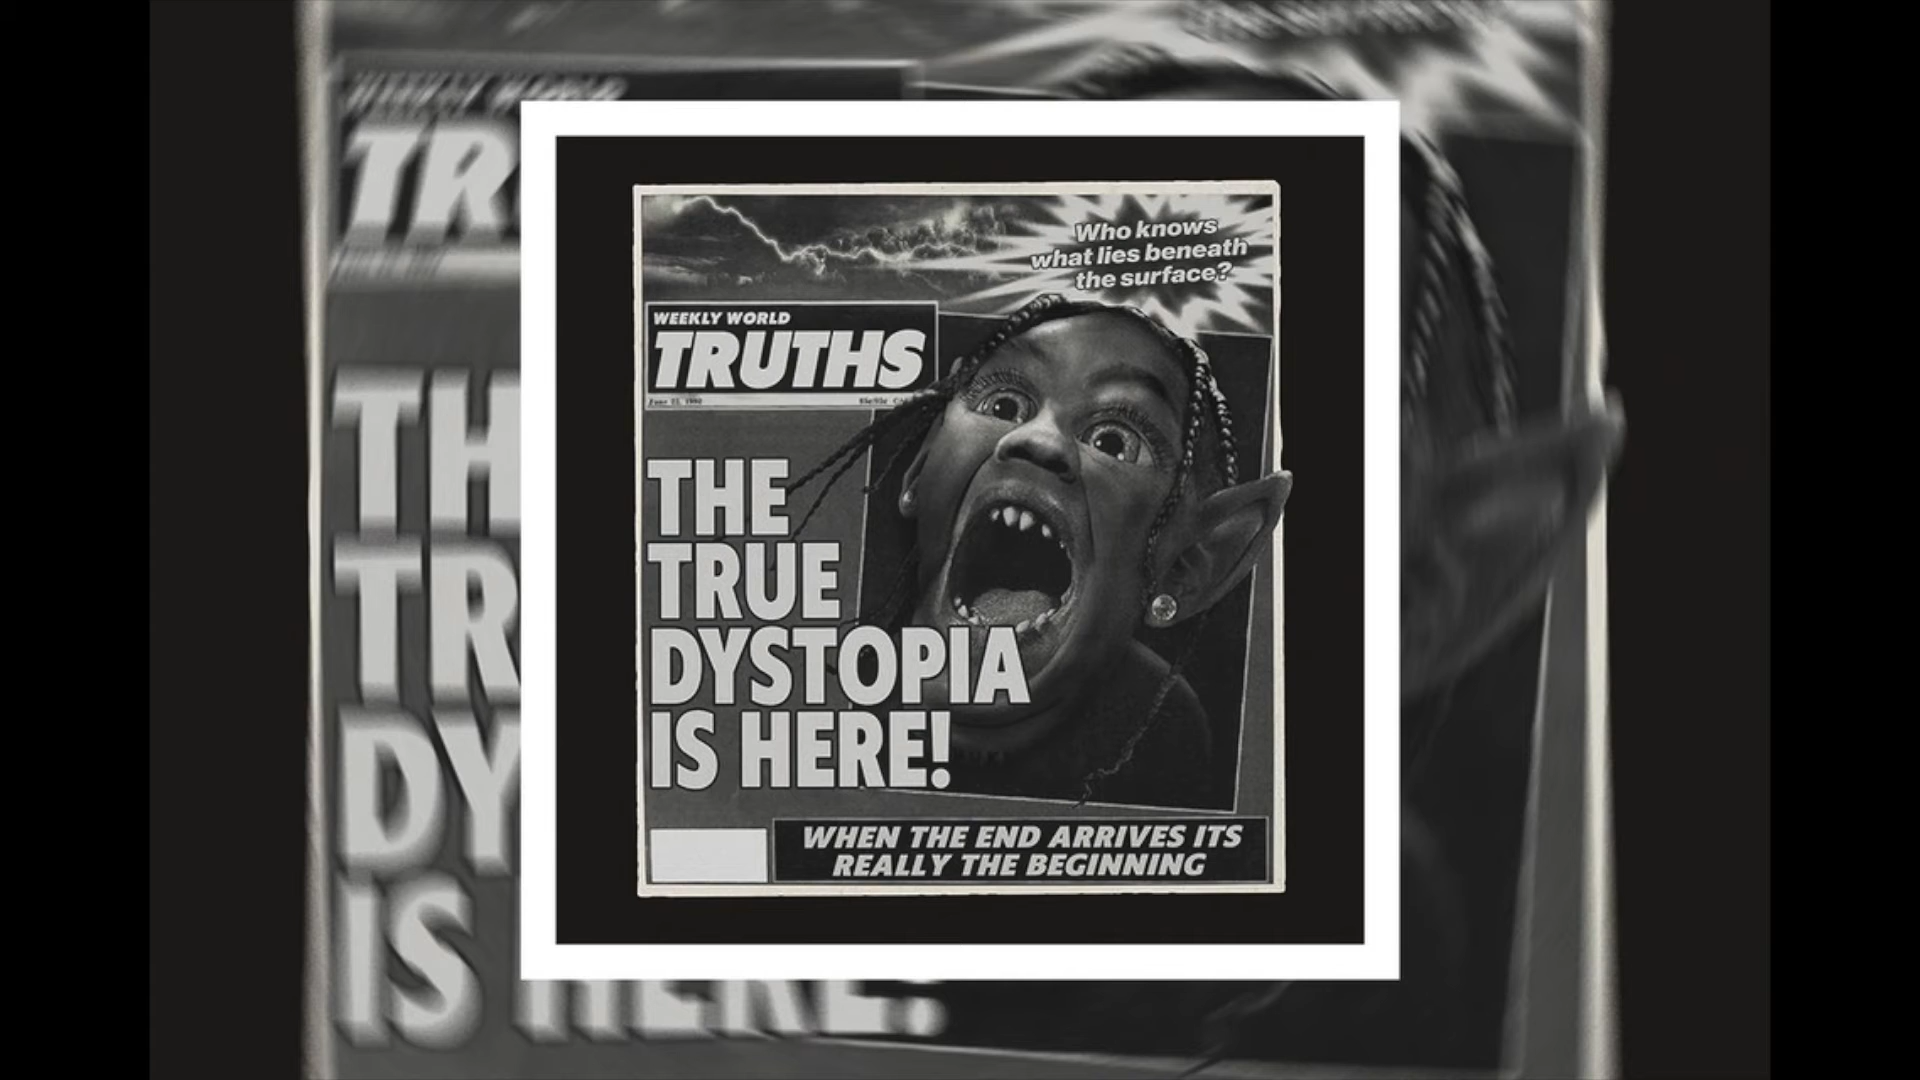 Who knows
what lies beneath
the surface?
WEEKLY WORLD
TRUTHS
THE
TRUE
DYSTOPIA
IS HERE!
WHEN THE END ARRIVES ITS
REALLY THE BEGINNING